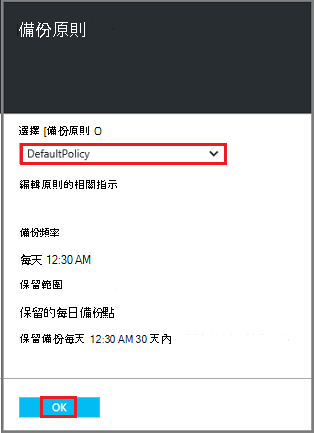 備份原則
選擇 [備份原則 O
DefaultPolicy
編輯原則的相關指示
備份頻率
每天 12:30 AM
保留範圍
保留的每日備份點
保留備份每天 12:30 AM 30 天內
OK